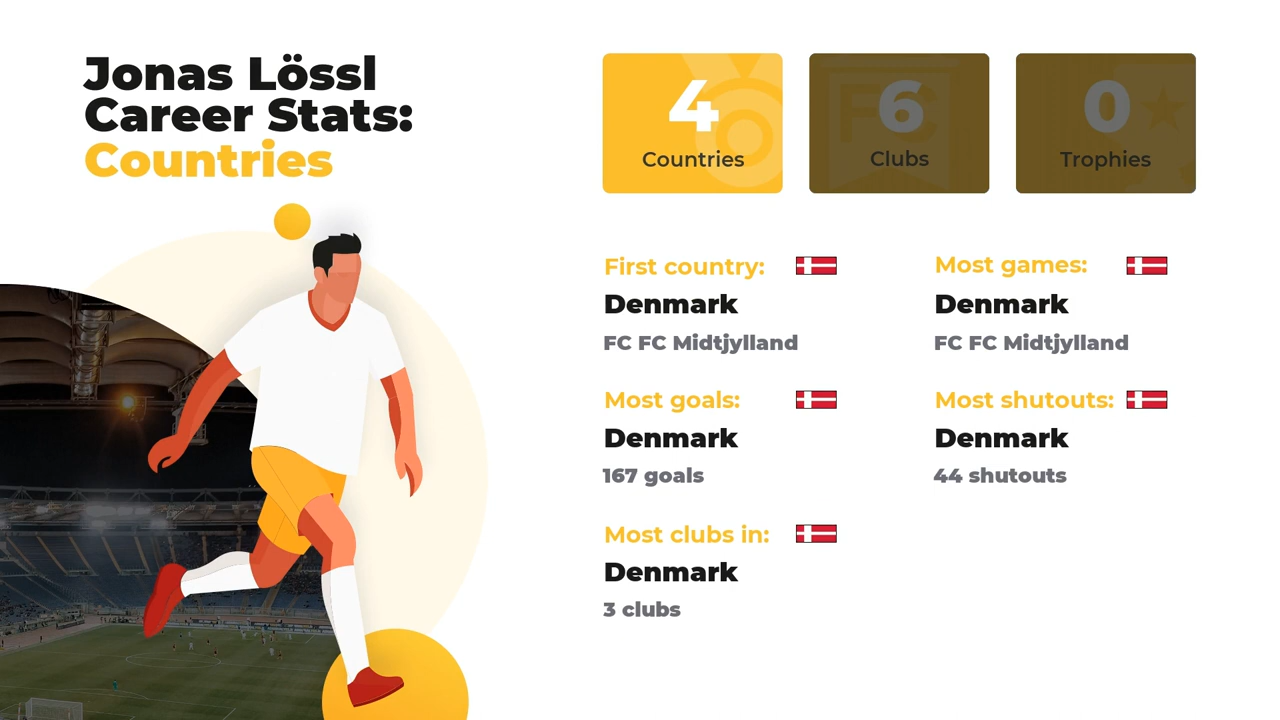 Jonas Lössl
Career Stats:
Countries
4
Countries
6
Clubs
0
Trophies
First country:
Denmark
FC FC Midtjylland
Most games:
Denmark
FC FC Midtjylland
Most goals:
Denmark
167 goals
Most shutouts:
Denmark
44 shutouts
Most clubs in:
Denmark
3 clubs